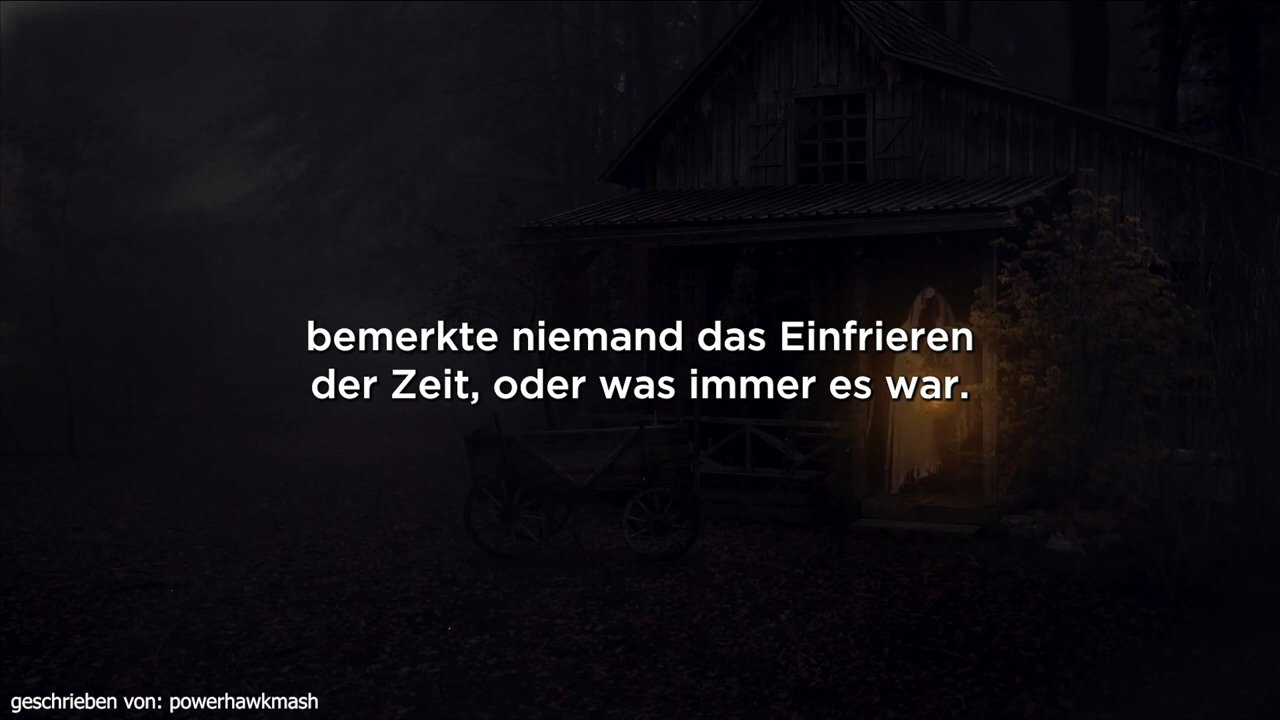 bemerkte niemand das Einfrieren
der Zeit, oder was immer es war.
geschrieben von: powerhawkmash